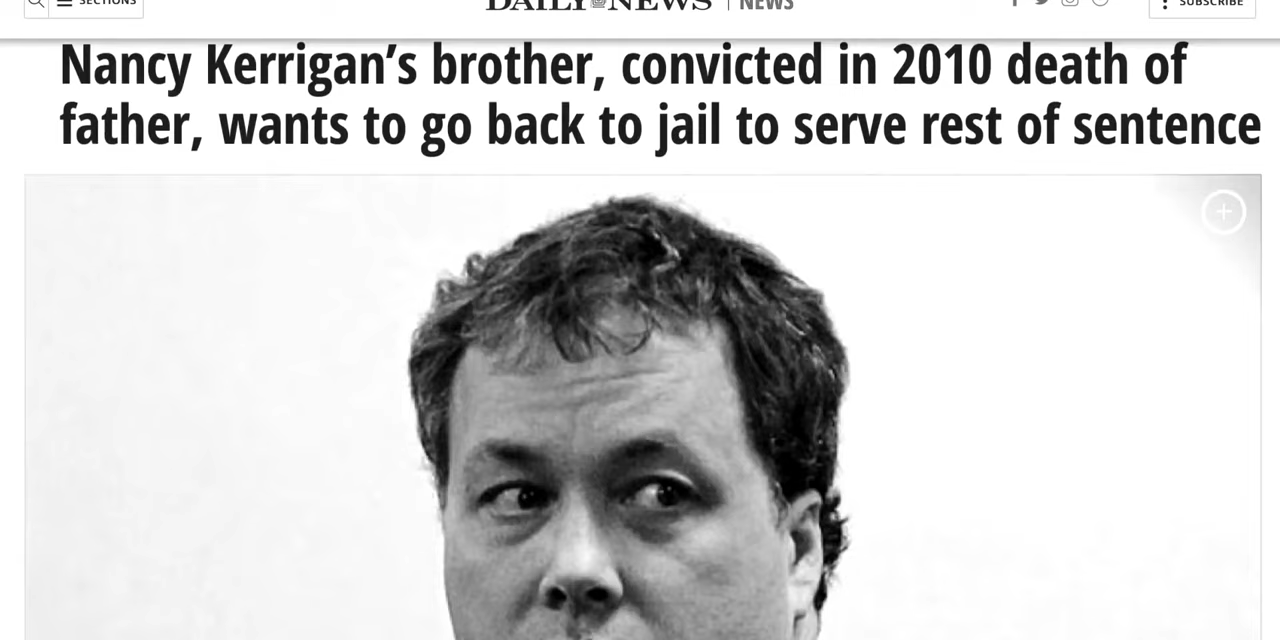 SECTIONS
DAILY NEWS | NEWS
SUBSCRIBE
Nancy Kerrigan’s brother, convicted in 2010 death of
father, wants to go back to jail to serve rest of sentence